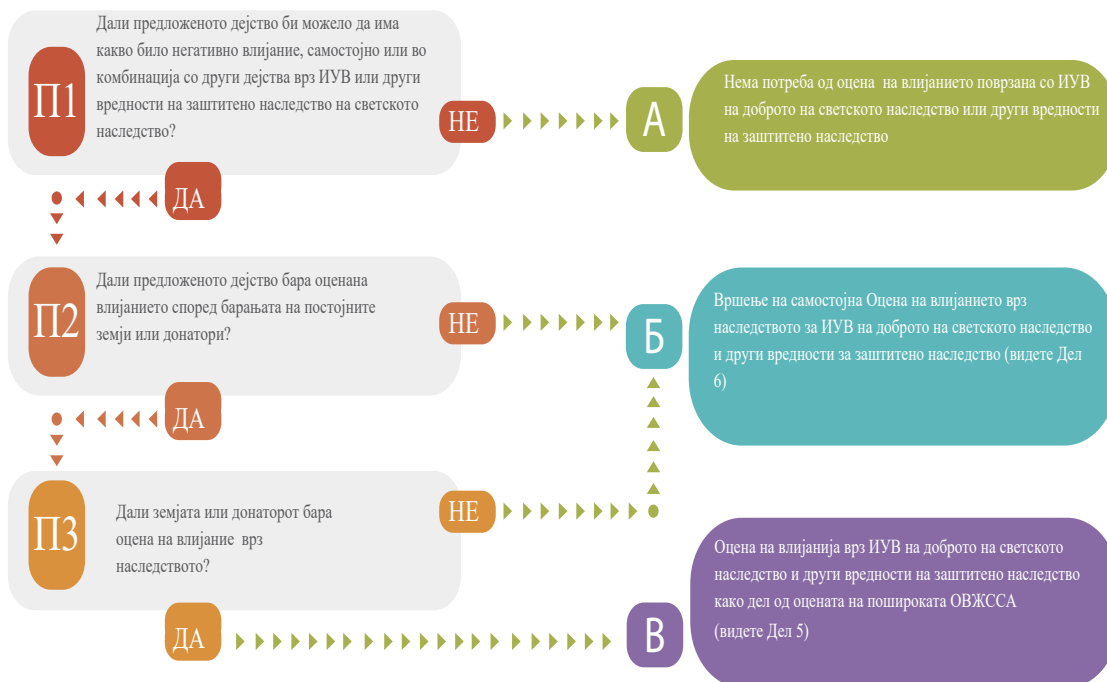 Дали предложеното дејство би можело да има
какво било негативно влијание, самостојно или во
комбинација со други дејства врз ИУВ или други
вредности на заштитено наследство на светското
наследство?
П1
НЕ
А
Нема потреба од оцена на влијанието поврзана со ИУВ
на доброто на светското наследство или други вредности
на заштитено наследство
ДА
Дали предложеното дејство бара оценана
влијанието според барањата на постојните
земји или донатори?
П2
НЕ
Б
Вршење на самостојна Оцена на влијанието врз
наследството за ИУВ на доброто на светското наследство
и други вредности за заштитено наследство (видете Дел
6)
ДА
П3
Дали земјата или донаторот бара
оцена на влијание врз
наследството?
НЕ
ДА
В
Оцена на влијанија врз ИУВ на доброто на светското
наследство и други вредности на заштитено наследство
како дел од оцената на пошироката ОВЖССА
(видете Дел 5)